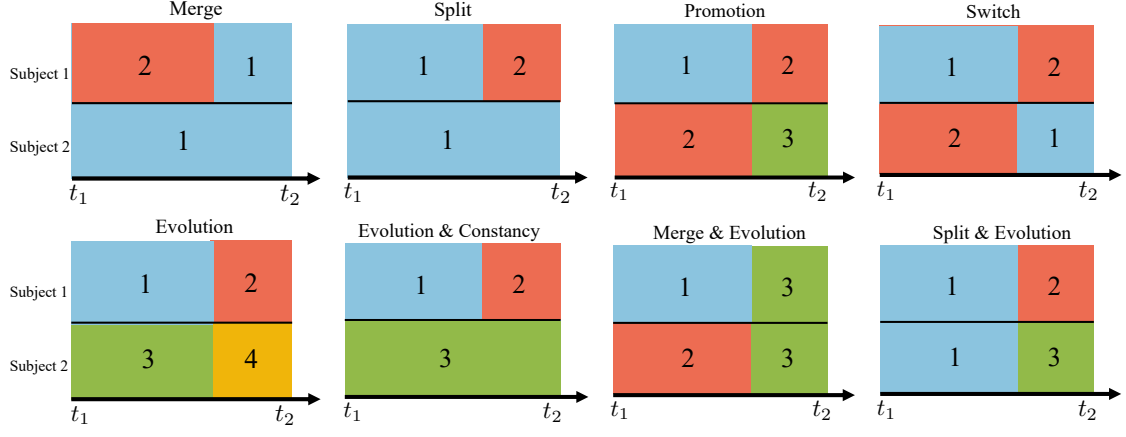 Merge
Split
Promotion
Switch
Subject 1
2 1
1 2
1 2
1 2
Subject 2
1
1
2 3
2 1
t₁ t₂
t₁ t₂
t₁ t₂
t₁ t₂
Evolution
Evolution & Constancy
Merge & Evolution
Split & Evolution
Subject 1
1 2
1 2
1 3
1 2
Subject 2
3 4
3
2 3
1 3
t₁ t₂
t₁ t₂
t₁ t₂
t₁ t₂